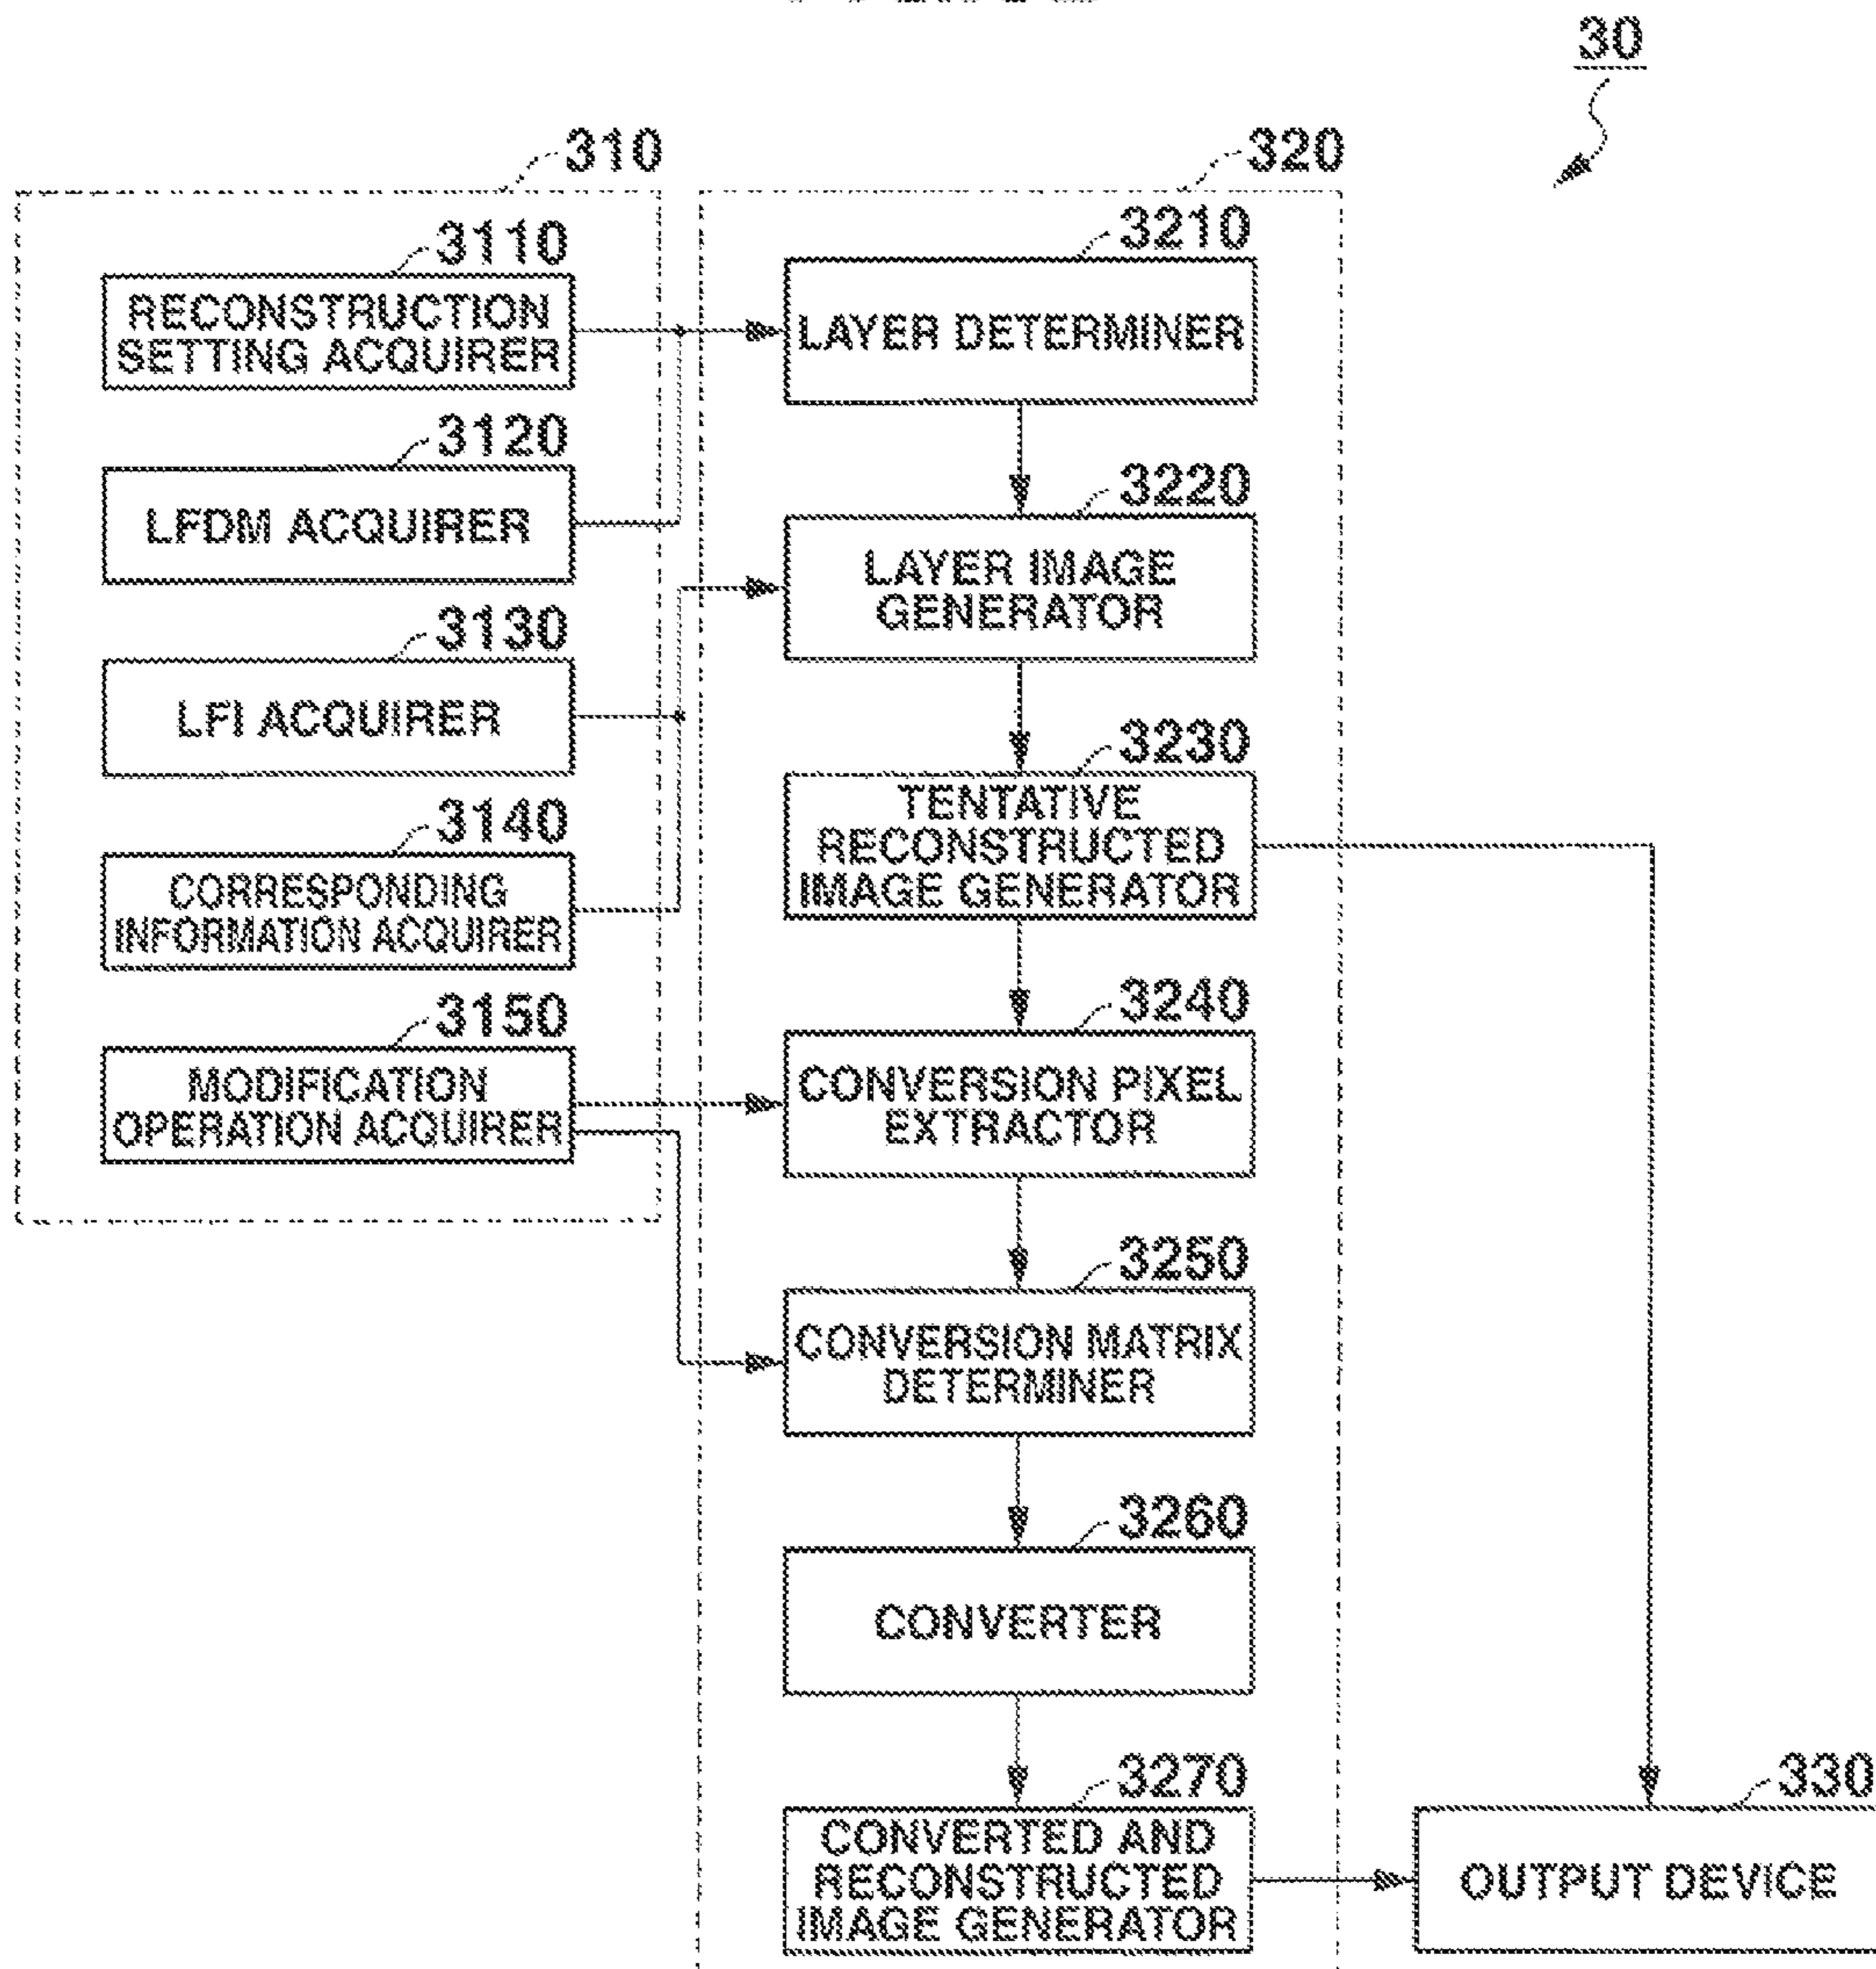 30
310
320
3110
RECONSTRUCTION
SETTING ACQUIRER
3120
LFDM ACQUIRER
3130
LFI ACQUIRER
3140
CORRESPONDING
INFORMATION ACQUIRER
3150
MODIFICATION
OPERATION ACQUIRER
3210
LAYER DETERMINER
3220
LAYER IMAGE
GENERATOR
3230
TENTATIVE
RECONSTRUCTED
IMAGE GENERATOR
3240
CONVERSION PIXEL
EXTRACTOR
3250
CONVERSION MATRIX
DETERMINER
3260
CONVERTER
3270
CONVERTED AND
RECONSTRUCTED
IMAGE GENERATOR
330
OUTPUT DEVICE